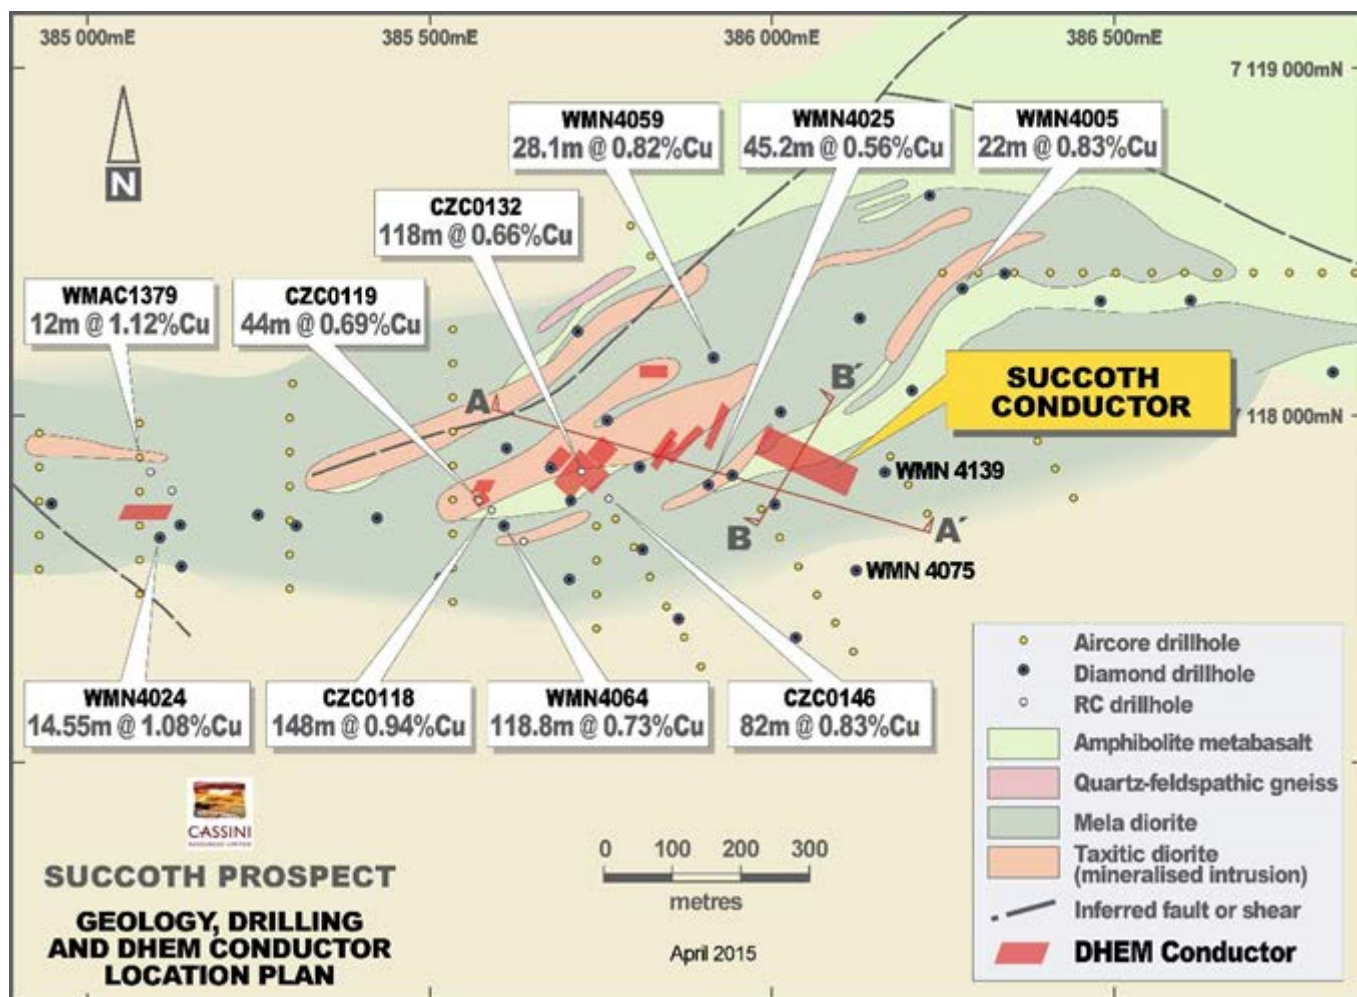 385 000mE
385 500mE
386 000mE
386 500mE
7 119 000mN
N
WMN4059
28.1m @ 0.82%Cu
WMN4025
45.2m @ 0.56%Cu
WMN4005
22m @ 0.83%Cu
CZC0132
118m @ 0.66%Cu
WMAC1379
12m @ 1.12%Cu
CZC0119
44m @ 0.69%Cu
A
B′
SUCCOTH
CONDUCTOR
7 118 000mN
WMN 4139
B
A′
WMN 4075
WMN4024
14.55m @ 1.08%Cu
CZC0118
148m @ 0.94%Cu
WMN4064
118.8m @ 0.73%Cu
CZC0146
82m @ 0.83%Cu
Aircore drillhole
Diamond drillhole
RC drillhole
Amphibolite metabasalt
Quartz-feldspathic gneiss
Mela diorite
Taxitic diorite
(mineralised intrusion)
Inferred fault or shear
DHEM Conductor
CASSINI
RESOURCES LIMITED
SUCCOTH PROSPECT
GEOLOGY, DRILLING
AND DHEM CONDUCTOR
LOCATION PLAN
0 100 200 300
metres
April 2015